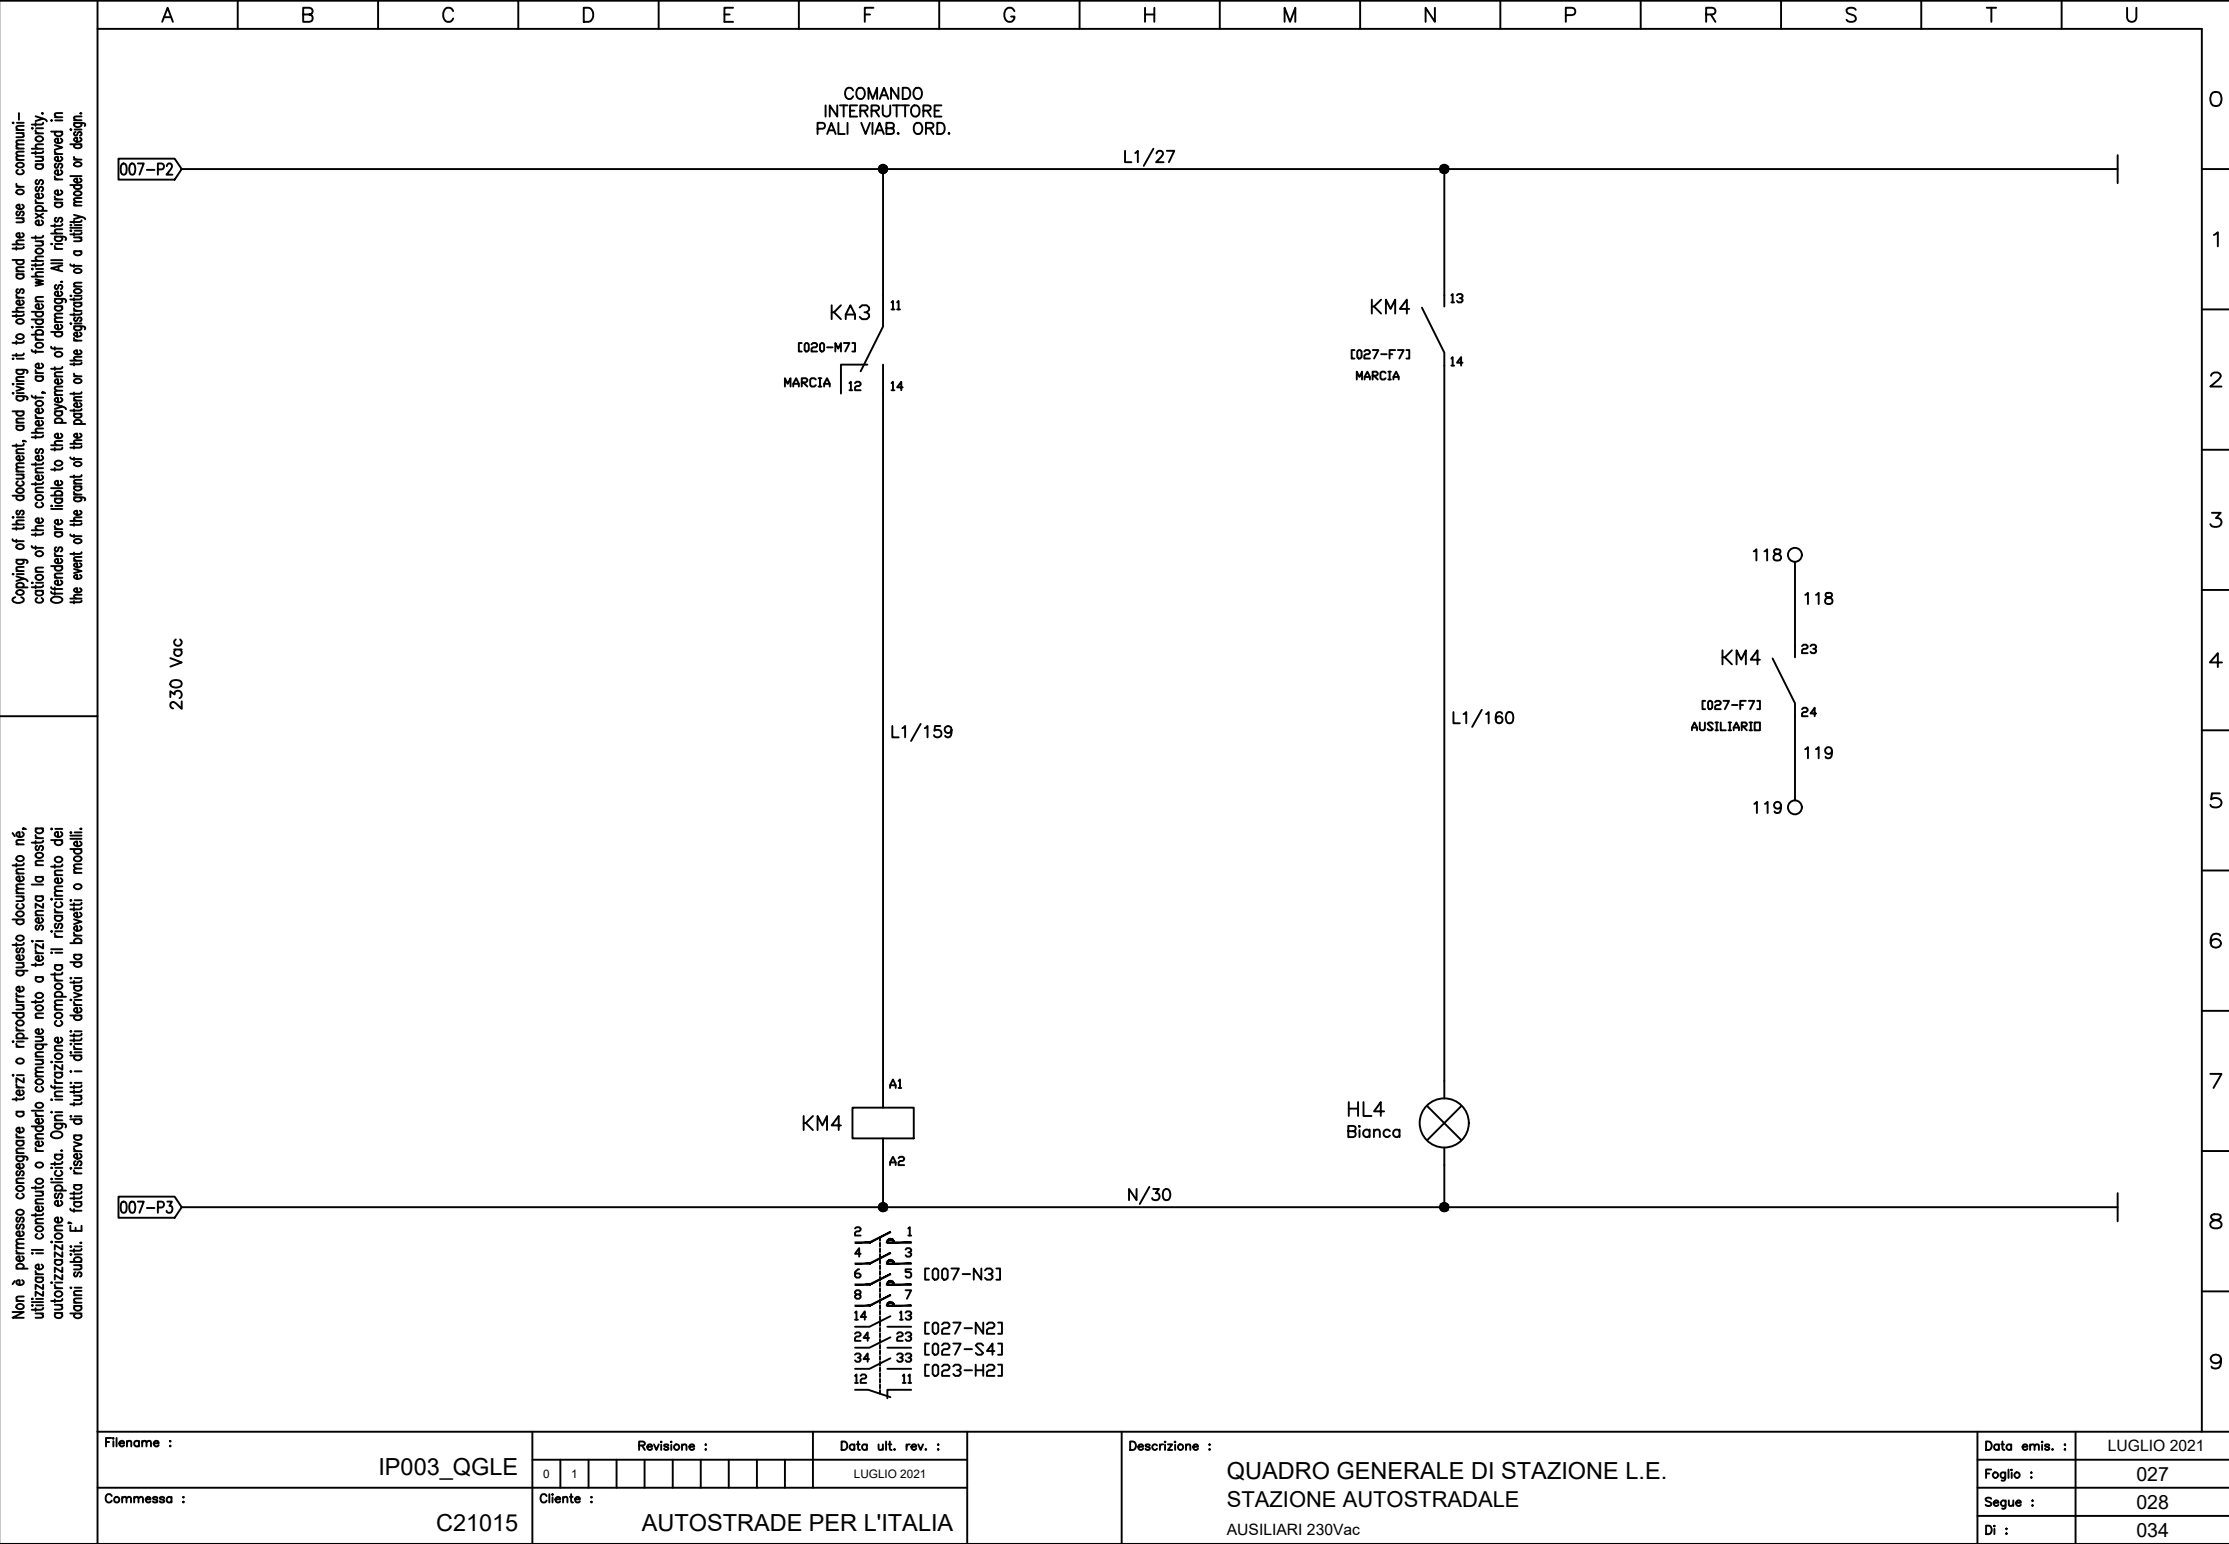 A B C D E F G H M N P R S T U
0
1
2
3
4
5
6
7
8
9
Copying of this document, and giving it to others and the use or communi-
cation of the contentes thereof, are forbidden whithout express authority.
Offenders are liable to the payement of demages. All rights are reserved in
the event of the grant of the patent or the registration of a utility model or design.
Non è permesso consegnare a terzi o riprodurre questo documento né,
utilizzare il contenuto o renderlo comunque noto a terzi senza la nostra
autorizzazzione esplicita. Ogni infrazione comporta il risarcimento dei
danni subiti. E' fatta riserva di tutti i diritti derivati da brevetti o modelli.
COMANDO
INTERRUTTORE
PALI VIAB. ORD.
007-P2
L1/27
KA3
11
[020-M7]
MARCIA
12
14
KM4
13
[027-F7]
14
MARCIA
118
118
KM4
23
[027-F7]
24
AUSILIARIO
119
119
230 Vac
L1/159
L1/160
A1
KM4
A2
HL4
Bianca
007-P3
N/30
2 1
4 3
6 5 [007-N3]
8 7
14 13 [027-N2]
24 23 [027-S4]
34 33 [023-H2]
12 11
Filename :
IP003_QGLE
Commessa :
C21015
Revisione :
0 1
Data ult. rev. :
LUGLIO 2021
Cliente :
AUTOSTRADE PER L'ITALIA
Descrizione :
QUADRO GENERALE DI STAZIONE L.E.
STAZIONE AUTOSTRADALE
AUSILIARI 230Vac
Data emis. : LUGLIO 2021
Foglio : 027
Segue : 028
Di : 034